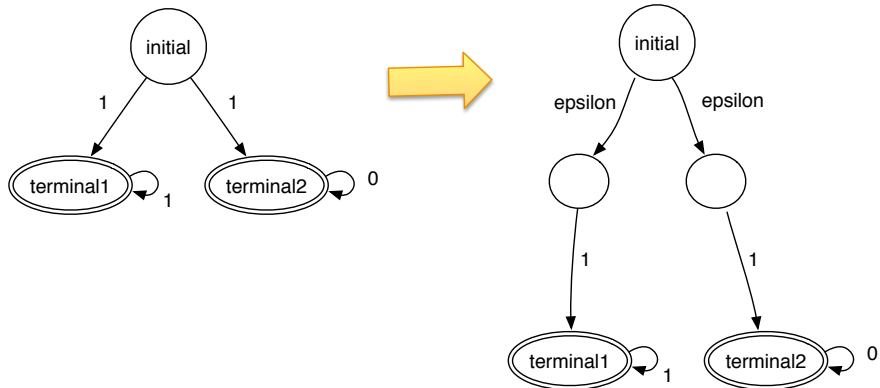 initial
1
1
terminal1
1
terminal2
0
initial
epsilon
epsilon
1
1
terminal1
1
terminal2
0